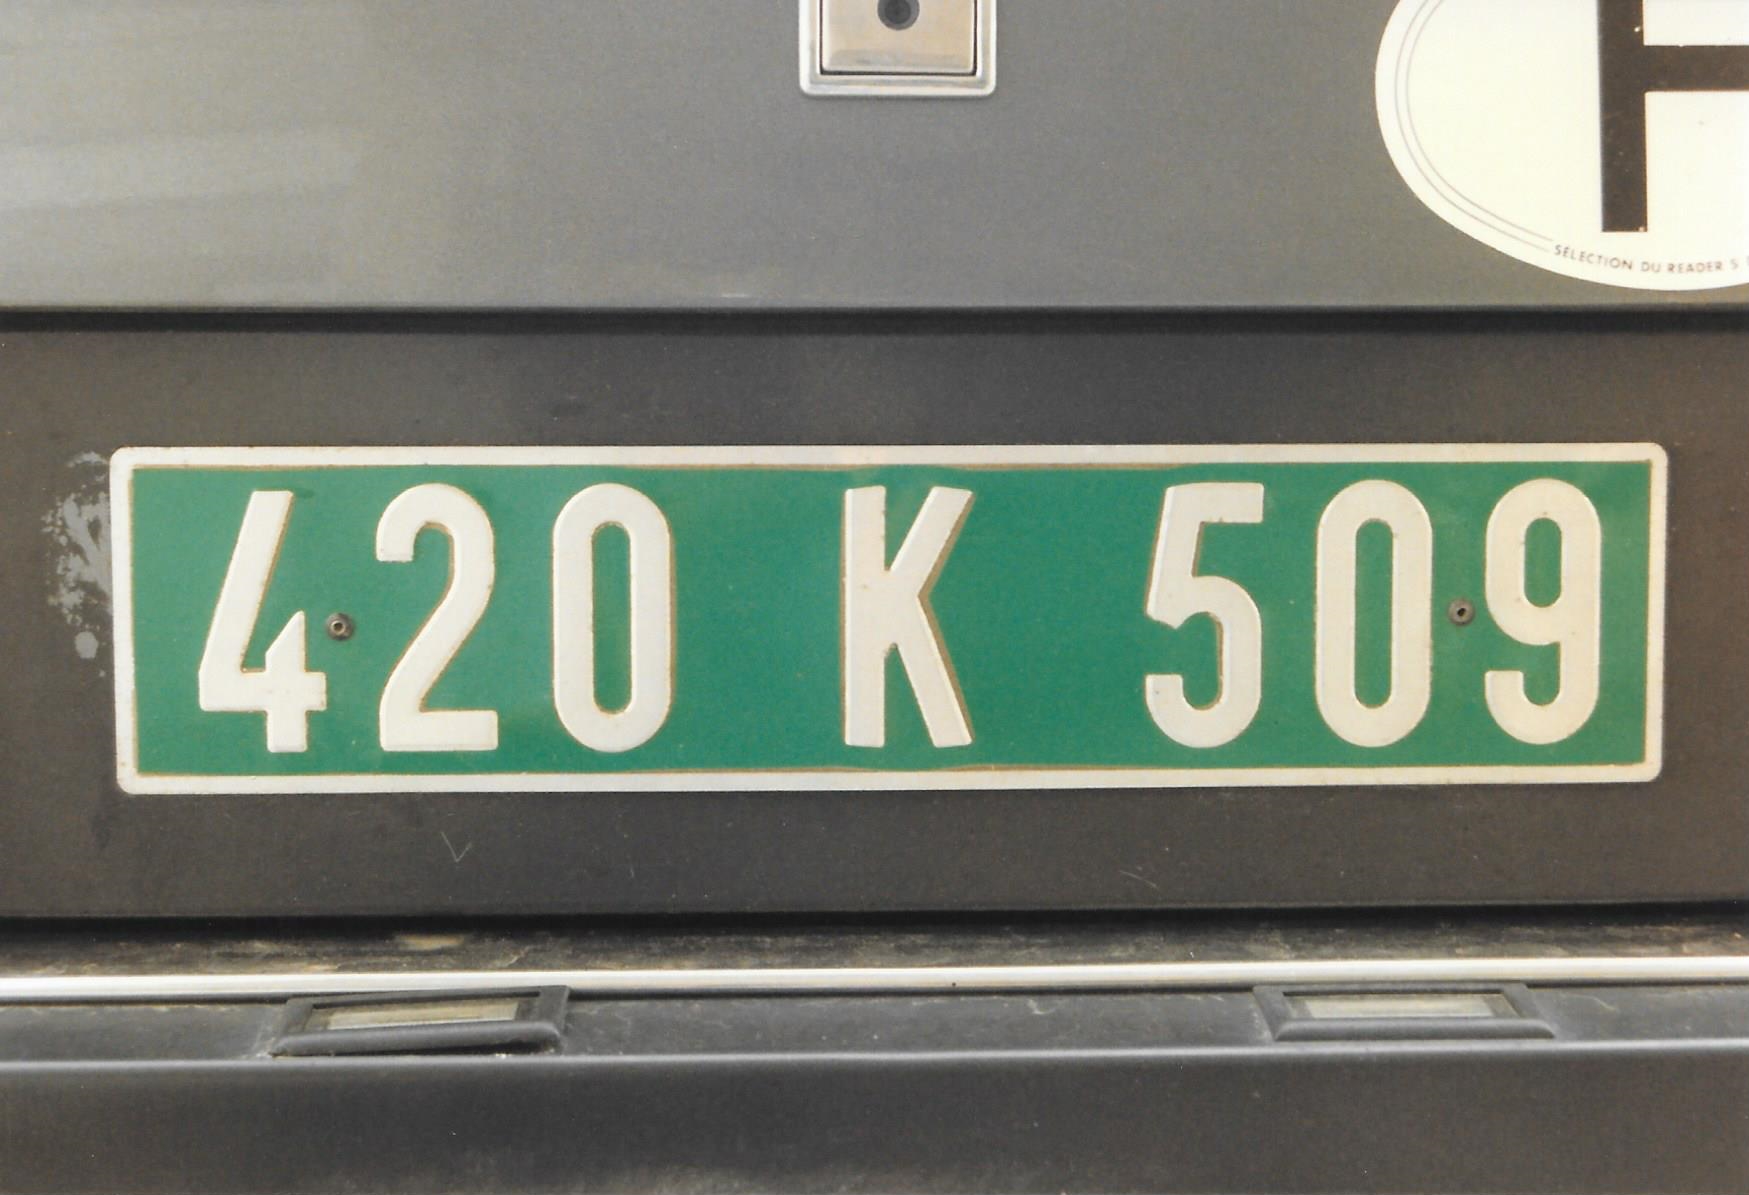 F
SÉLECTION DU READER'S
420 K 509